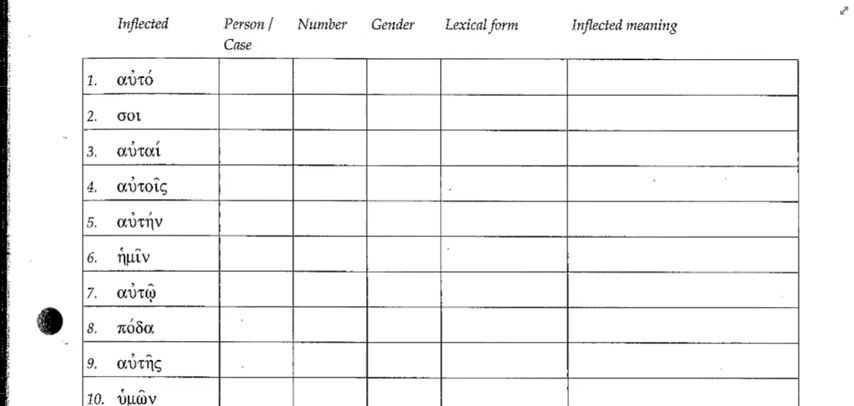 Inflected Person / Number Gender Lexical form Inflected meaning
Case
1. αὐτό
2. σοι
3. αὐταί
4. αὐτοῖς
5. αὐτήν
6. ἡμῖν
7. αὐτῷ
8. πόδα
9. αὐτῆς
10. ὑμῶν